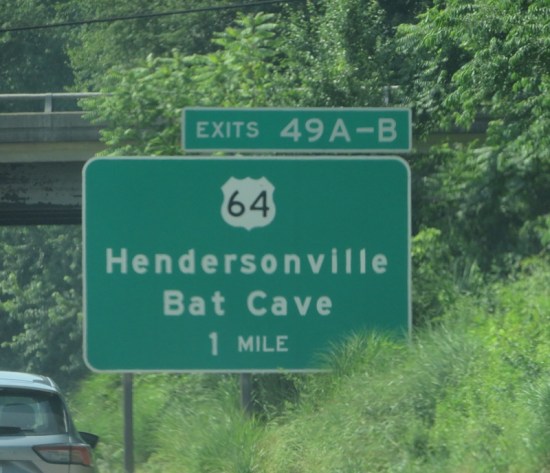 EXITS 49A-B
64
Hendersonville
Bat Cave
1 MILE